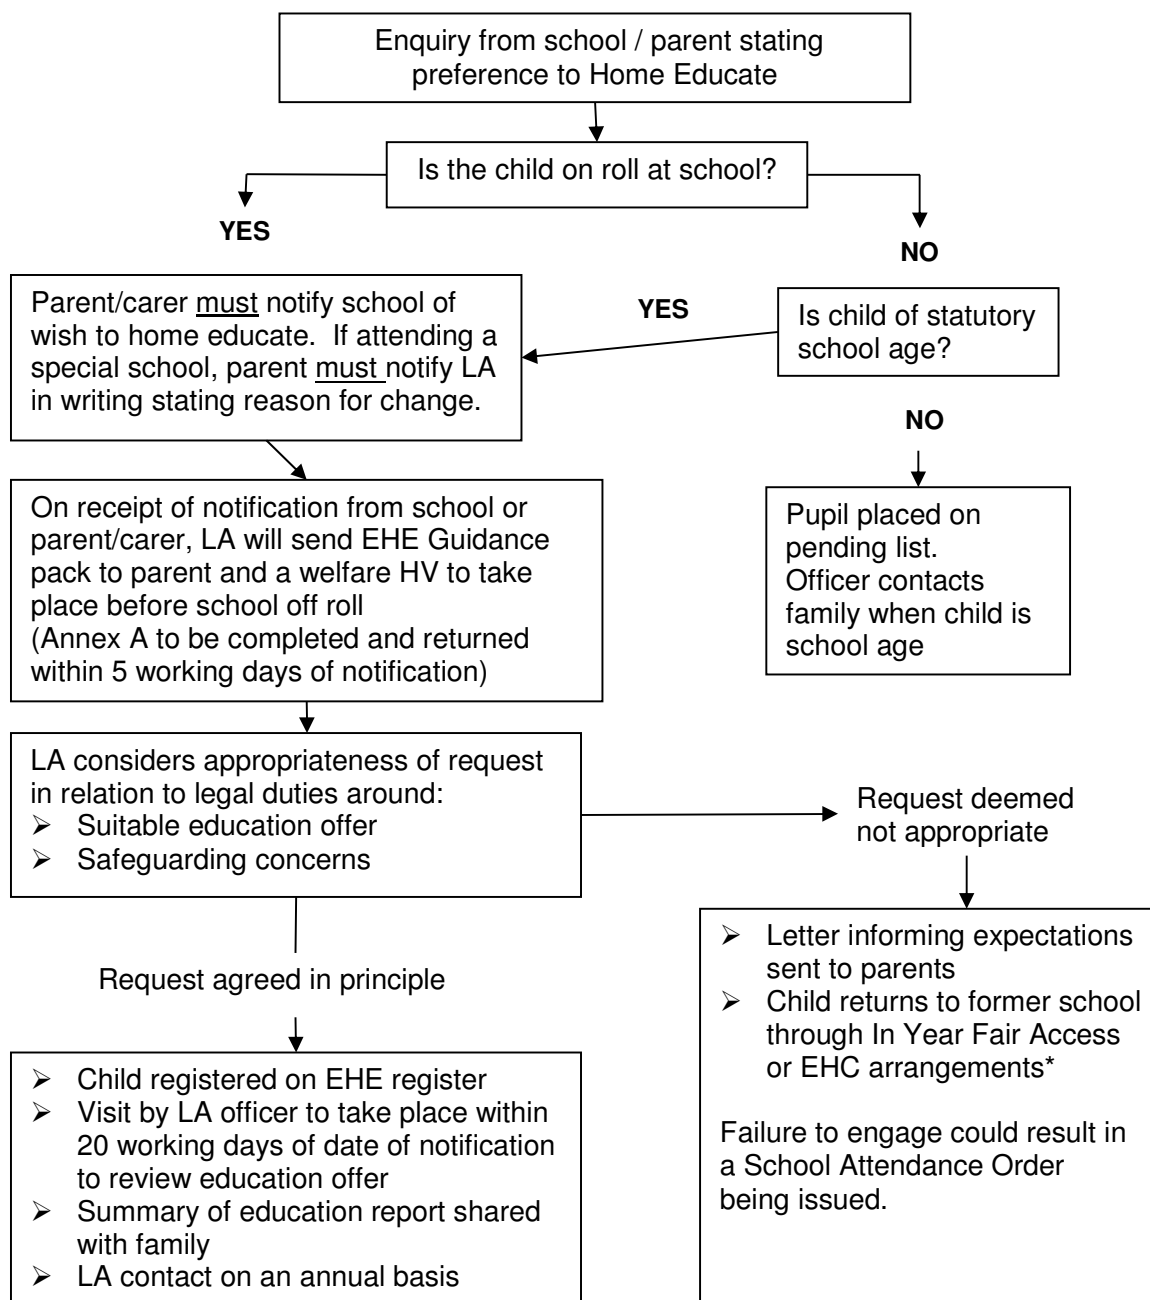 Enquiry from school / parent stating
preference to Home Educate
Is the child on roll at school?
YES
NO
Parent/carer must notify school of
wish to home educate.  If attending a
special school, parent must notify LA
in writing stating reason for change.
YES
Is child of statutory
school age?
NO
On receipt of notification from school or
parent/carer, LA will send EHE Guidance
pack to parent and a welfare HV to take
place before school off roll
(Annex A to be completed and returned
within 5 working days of notification)
Pupil placed on
pending list.
Officer contacts
family when child is
school age
LA considers appropriateness of request
in relation to legal duties around:
➢ Suitable education offer
➢ Safeguarding concerns
Request deemed
not appropriate
Request agreed in principle
➢ Letter informing expectations
sent to parents
➢ Child returns to former school
through In Year Fair Access
or EHC arrangements*
Failure to engage could result in
a School Attendance Order
being issued.
➢ Child registered on EHE register
➢ Visit by LA officer to take place within
20 working days of date of notification
to review education offer
➢ Summary of education report shared
with family
➢ LA contact on an annual basis